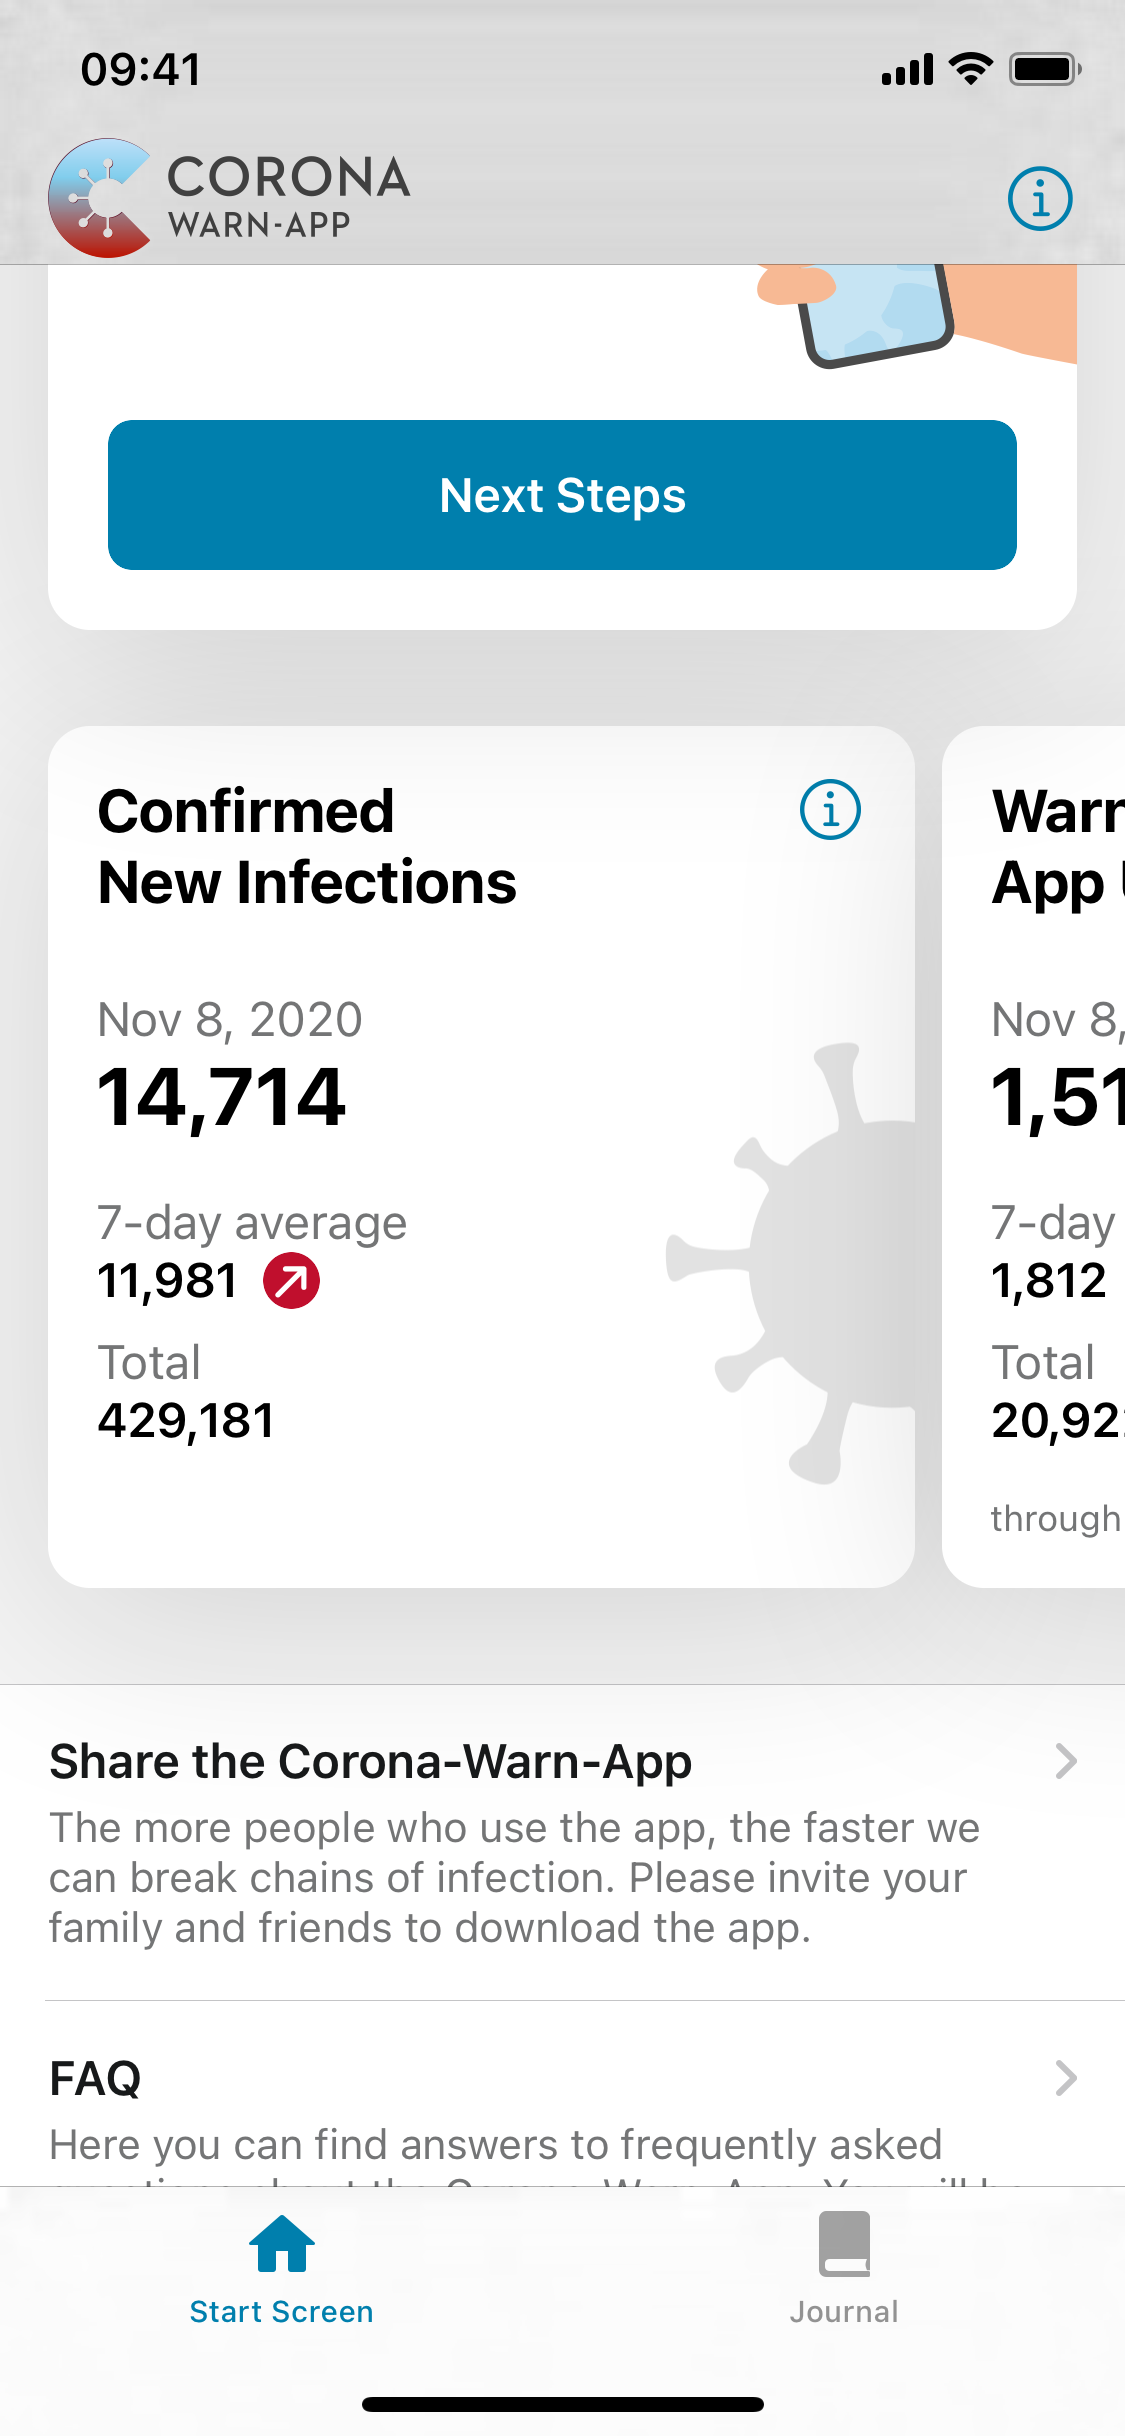 09:41
CORONA
WARN-APP
Next Steps
Confirmed
New Infections
Nov 8, 2020
14,714
7-day average
11,981
Total
429,181
Warn
App
Nov 8,
1,51
7-day
1,812
Total
20,92
through
Share the Corona-Warn-App
The more people who use the app, the faster we
can break chains of infection. Please invite your
family and friends to download the app.
FAQ
Here you can find answers to frequently asked
Start Screen
Journal